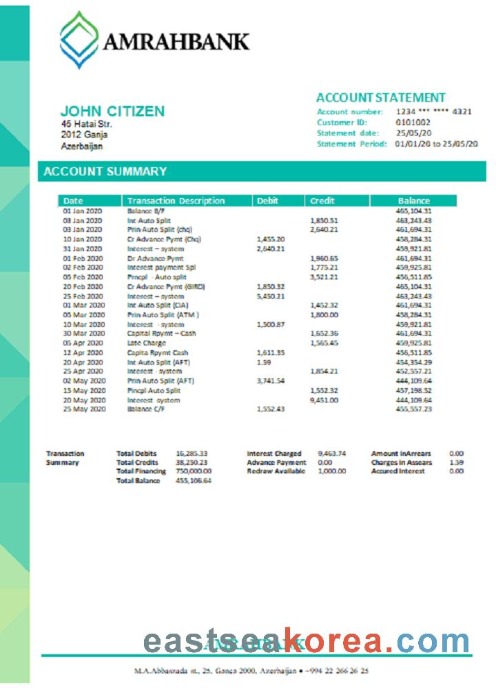 AMRAHBANK
ACCOUNT STATEMENT
JOHN CITIZEN
Account number: 1234 *** **** 4321
45 Hatai Str.
Customer ID: 0101002
2012 Ganja
Statement date: 25/05/20
Azerbaijan
Statement Period: 01/01/20 to 25/05/20
ACCOUNT SUMMARY
Date Transaction Description Debit Credit Balance
01 Jan 2020 Balance B/F 465,104.31
03 Jan 2020 Int Auto Split 1,850.51 463,243.43
03 Jan 2020 Prin Auto Split (chq) 2,640.21 461,694.31
10 Jan 2020 Cr Advance Pymt (Chq) 1,455.20 458,284.31
31 Jan 2020 Interest – system 2,640.21 459,921.81
01 Feb 2020 Dr Advance Pymt 1,960.65 461,694.31
02 Feb 2020 Interest payment Spl 1,775.21 459,925.81
05 Feb 2020 Prncpl - Auto split 3,521.21 456,511.85
20 Feb 2020 Cr Advance Pymt (GIRO) 1,850.32 465,104.31
25 Feb 2020 Interest – system 5,450.21 463,243.43
01 Mar 2020 Int Auto Split (CIA) 1,452.32 461,694.31
05 Mar 2020 Prin Auto Split (ATM ) 1,800.00 458,284.31
10 Mar 2020 Interest - system 1,500.87 459,921.81
30 Mar 2020 Capital Rpymt – Cash 1,652.36 461,694.31
05 Apr 2020 Late Charge 1,565.45 459,925.81
12 Apr 2020 Capita Rpymt Cash 1,611.35 456,511.85
20 Apr 2020 Int Auto Split (AFT) 1.59 454,354.29
25 Apr 2020 Interest - system 1,854.21 452,557.21
02 May 2020 Prin Auto Split (AFT) 3,741.54 444,109.64
15 May 2020 Pincpl Auto Split 1,552.32 457,198.52
20 May 2020 Interest system 9,451.00 444,109.64
25 May 2020 Balance C/F 1,552.43 455,557.23
Transaction Total Debits 16,285.33 Interest Charged 9,463.74 Amount inArrears 0.00
Summary Total Credits 38,250.23 Advance Payment 0.00 Charges in Assears 1.59
Total Financing 750,000.00 Redraw Available 1,000.00 Accured Interest 0.00
Total Balance 455,106.64
AMRAHBANK
eastseakorea.com
M.A.Abbaszada st., 25, Ganca 2000, Azerbaijan • +994 22 266 26 25